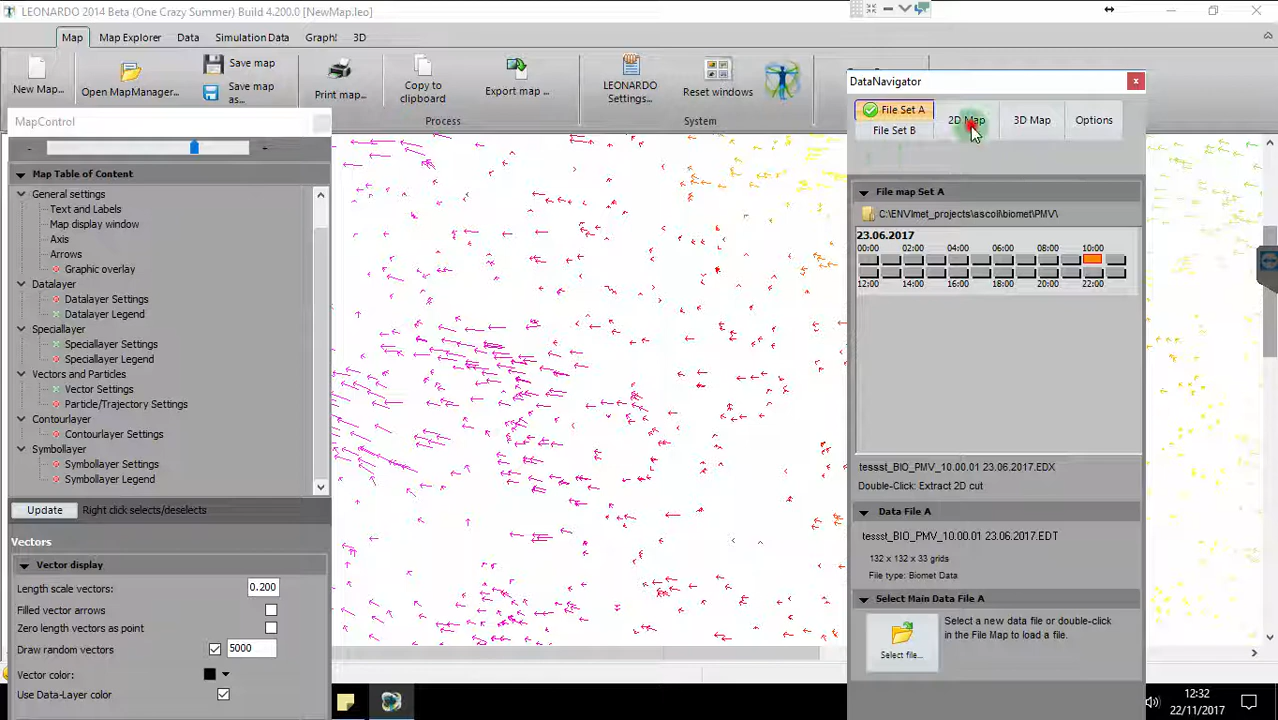 LEONARDO 2014 Beta (One Crazy Summer) Build 4.200.0 [NewMap.leo]
Map Map Explorer Data Simulation Data Graph! 3D
New Map...
Open MapManager...
Save map
Save map as...
Print map...
Copy to clipboard
Export map ...
Process
LEONARDO Settings...
Reset windows
System
MapControl
Map Table of Content
General settings
Text and Labels
Map display window
Axis
Arrows
Graphic overlay
Datalayer
Datalayer Settings
Datalayer Legend
Speciallayer
Speciallayer Settings
Speciallayer Legend
Vectors and Particles
Vector Settings
Particle/Trajectory Settings
Contourlayer
Contourlayer Settings
Symbollayer
Symbollayer Settings
Symbollayer Legend
Update Right click selects/deselects
Vectors
Vector display
Length scale vectors: 0.200
Filled vector arrows
Zero length vectors as point
Draw random vectors 5000
Vector color:
Use Data-Layer color
DataNavigator
File Set A
File Set B
2D Map
3D Map
Options
File map Set A
C:\ENVImet_projects\ascoli\biomet\PMV\
23.06.2017
00:00 02:00 04:00 06:00 08:00 10:00
12:00 14:00 16:00 18:00 20:00 22:00
tessst_BIO_PMV_10.00.01 23.06.2017.EDX
Double-Click: Extract 2D cut
Data File A
tessst_BIO_PMV_10.00.01 23.06.2017.EDT
132 x 132 x 33 grids
File type: Biomet Data
Select Main Data File A
Select file...
Select a new data file or double-click
in the File Map to load a file.
12:32
22/11/2017